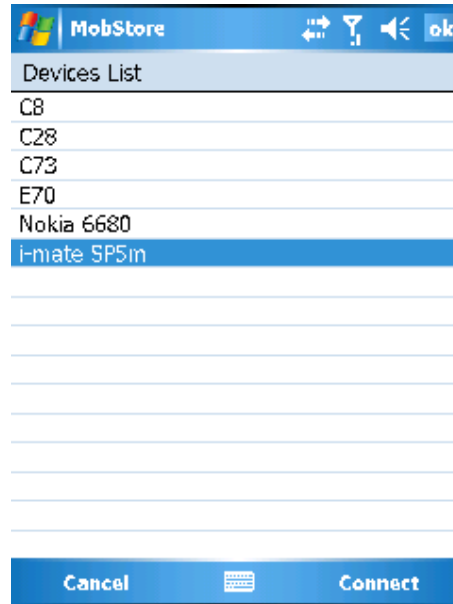 MobStore ok
Devices List
C8
C28
C73
E70
Nokia 6680
i-mate SP5m
Cancel Connect